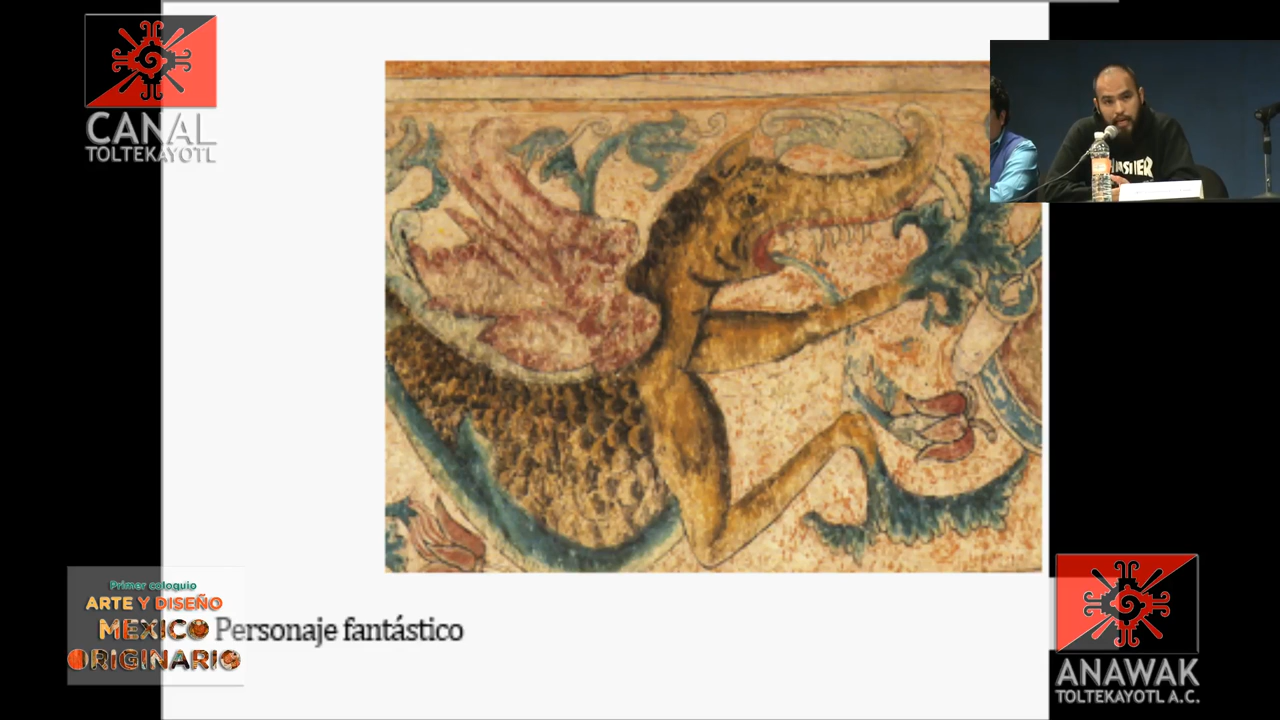 CANAL
TOLTEKAYOTL
Primer coloquio
ARTE Y DISEÑO
MEXICO
ORIGINARIO
Personaje fantástico
ANAWAK
TOLTEKAYOTL A.C.